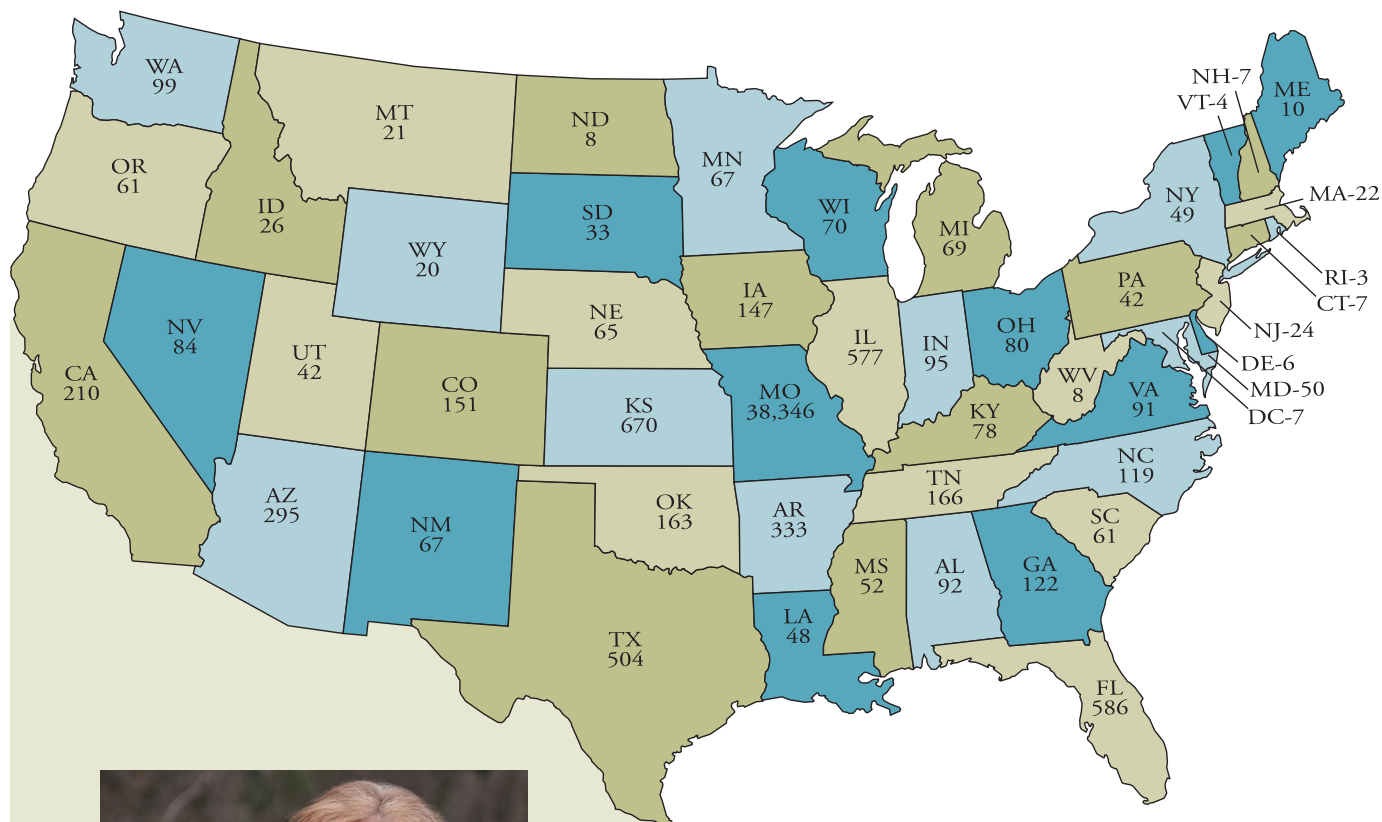 WA
99
MT
21
ND
8
MN
67
OR
61
ID
26
SD
33
WI
70
MI
69
NH-7
VT-4
ME
10
NY
49
MA-22
RI-3
CT-7
WY
20
NE
65
IA
147
PA
42
NJ-24
NV
84
UT
42
CO
151
IL
577
IN
95
OH
80
DE-6
MD-50
DC-7
CA
210
KS
670
MO
38,346
WV
8
VA
91
KY
78
NC
119
TN
166
AZ
295
NM
67
OK
163
AR
333
SC
61
MS
52
AL
92
GA
122
TX
504
LA
48
FL
586